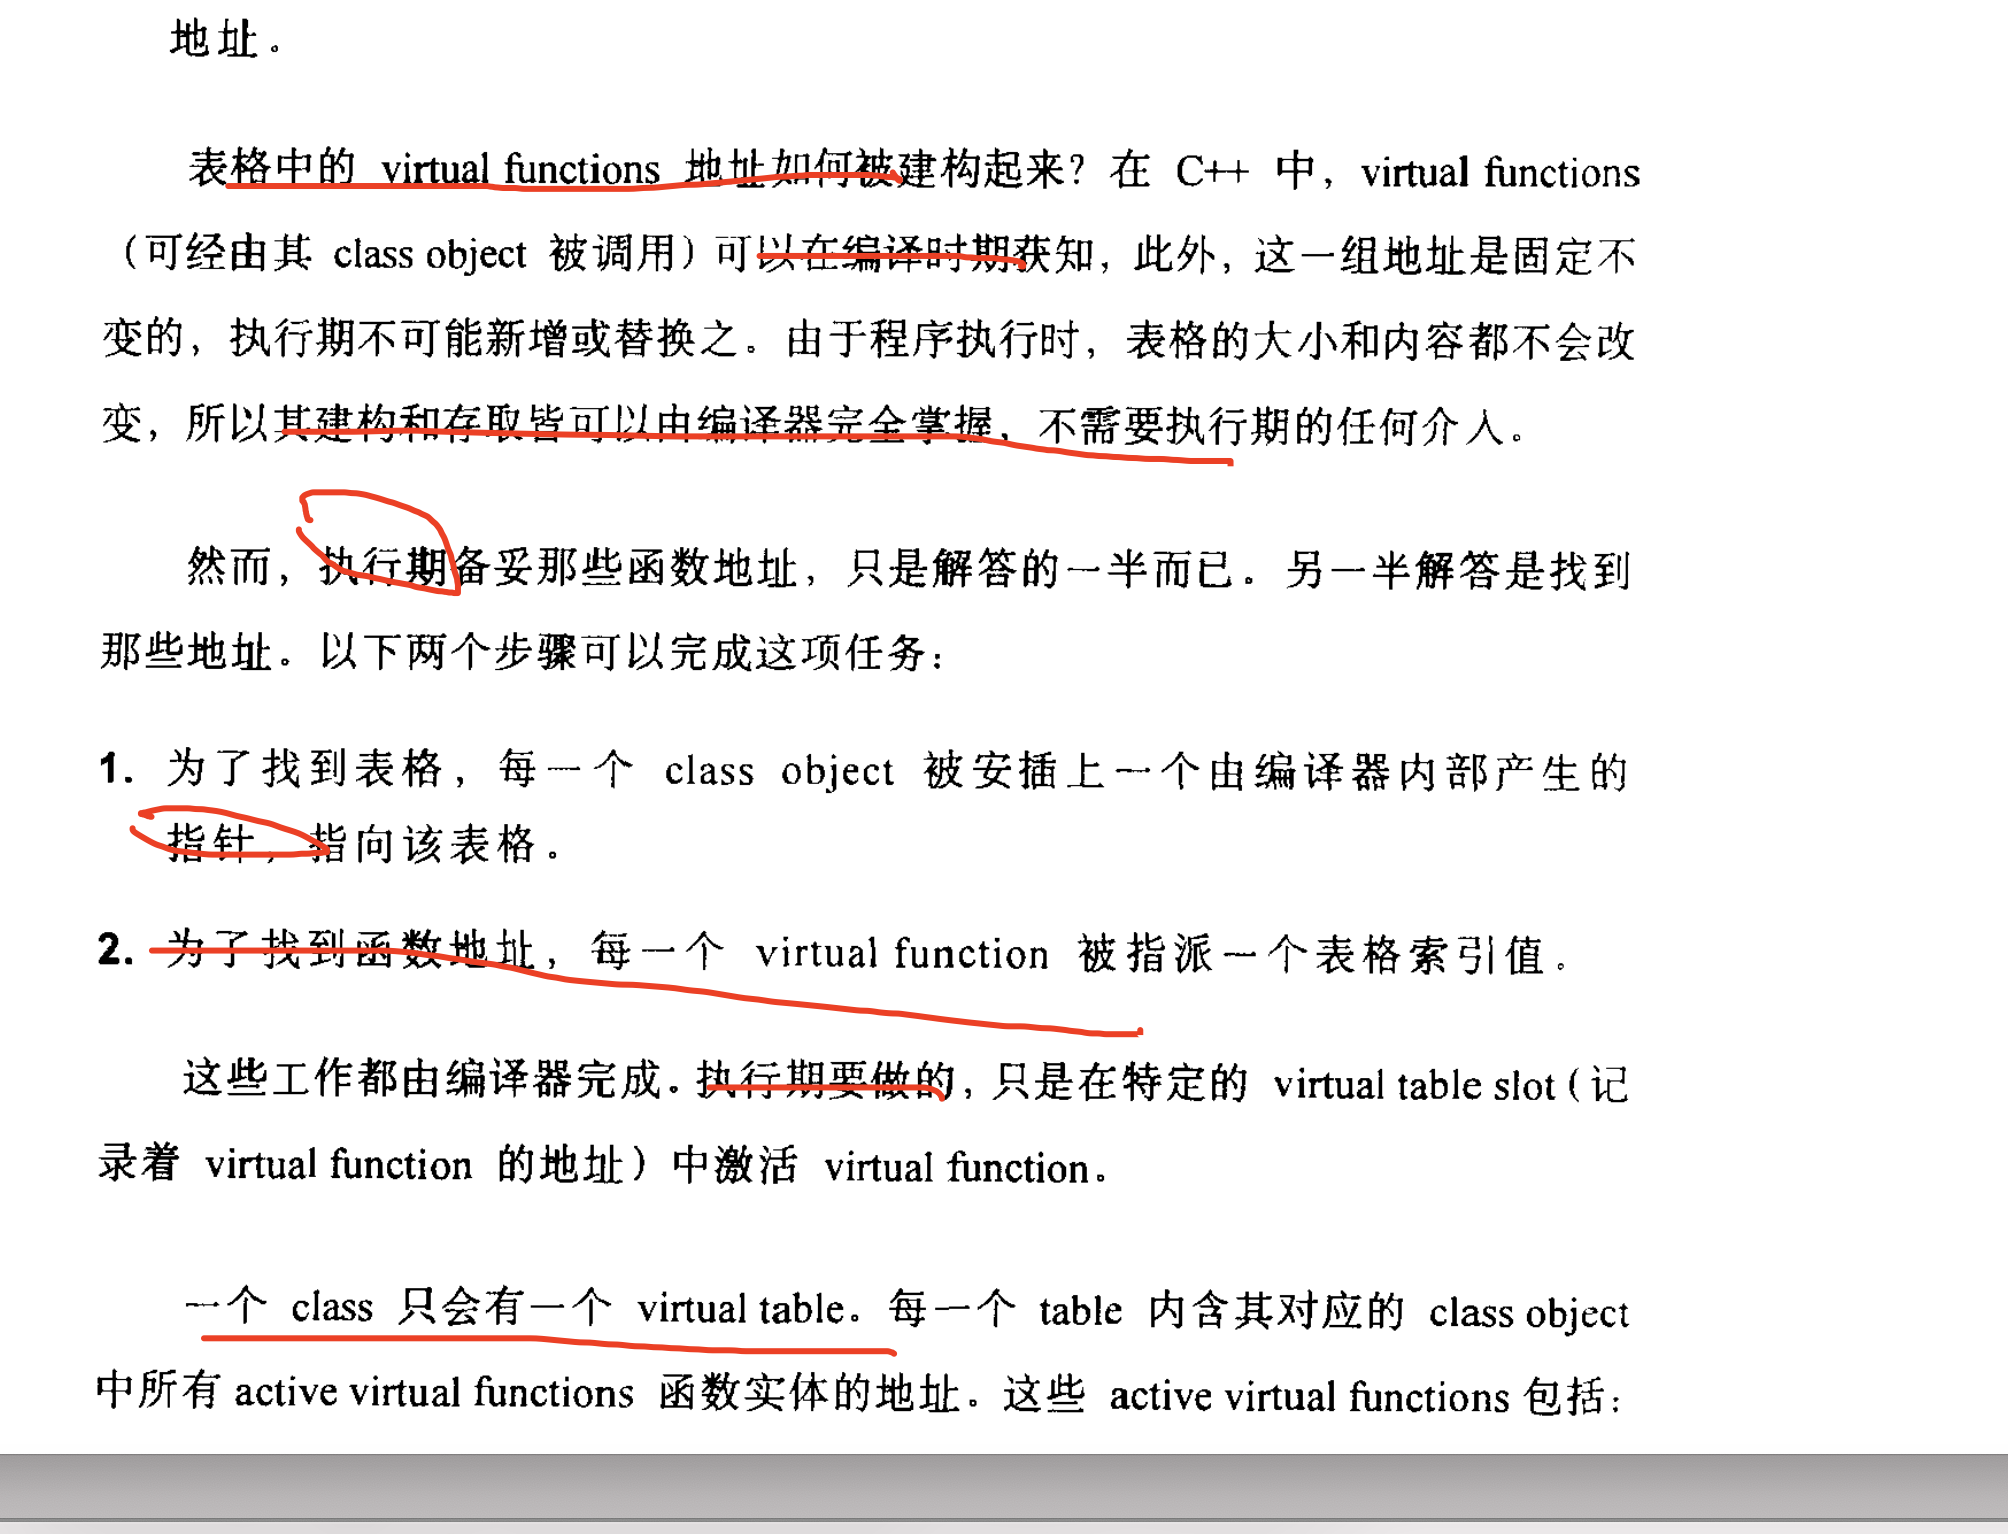 地址。
表格中的 virtual functions 地址如何被建构起来？在 C++ 中，virtual functions
（可经由其 class object 被调用）可以在编译时期获知，此外，这一组地址是固定不
变的，执行期不可能新增或替换之。由于程序执行时，表格的大小和内容都不会改
变，所以其建构和存取皆可以由编译器完全掌握，不需要执行期的任何介入。
然而，执行期备妥那些函数地址，只是解答的一半而已。另一半解答是找到
那些地址。以下两个步骤可以完成这项任务：
1. 为了找到表格，每一个 class object 被安插上一个由编译器内部产生的
指针，指向该表格。
2. 为了找到函数地址，每一个 virtual function 被指派一个表格索引值．
这些工作都由编译器完成。执行期要做的，只是在特定的 virtual table slot（记
录着 virtual function 的地址）中激活 virtual function。
一个 class 只会有一个 virtual table。每一个 table 内含其对应的 class object
中所有 active virtual functions 函数实体的地址。这些 active virtual functions 包括：